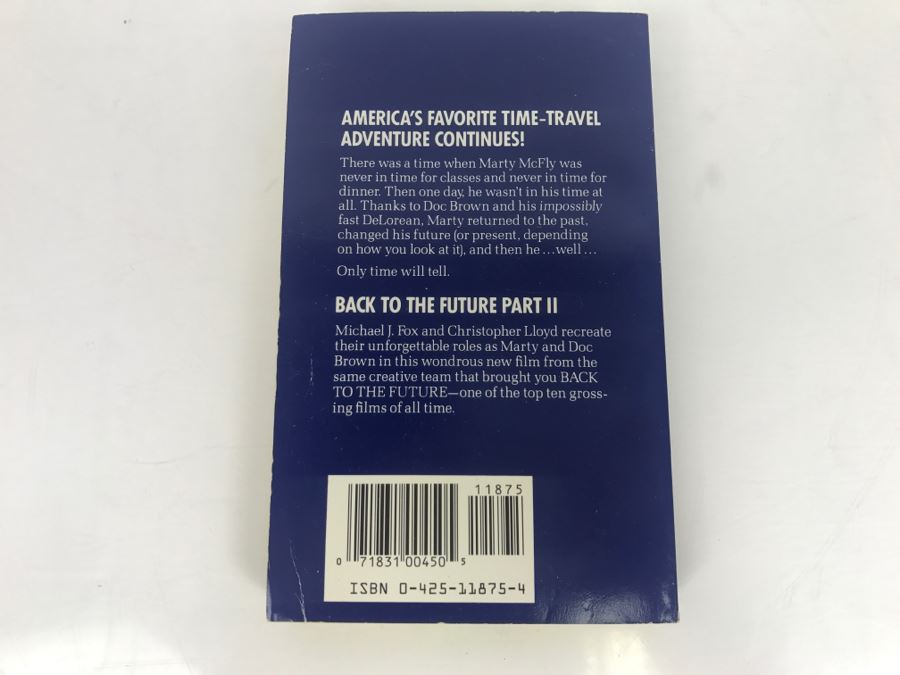 AMERICA'S FAVORITE TIME-TRAVEL
ADVENTURE CONTINUES!
There was a time when Marty McFly was
never in time for classes and never in time for
dinner. Then one day, he wasn't in his time at
all. Thanks to Doc Brown and his impossibly
fast DeLorean, Marty returned to the past,
changed his future (or present, depending
on how you look at it), and then he...well...
Only time will tell.
BACK TO THE FUTURE PART II
Michael J. Fox and Christopher Lloyd recreate
their unforgettable roles as Marty and Doc
Brown in this wondrous new film from the
same creative team that brought you BACK
TO THE FUTURE—one of the top ten gross-
ing films of all time.
11875
0 71831 00450 5
ISBN 0-425-11875-4